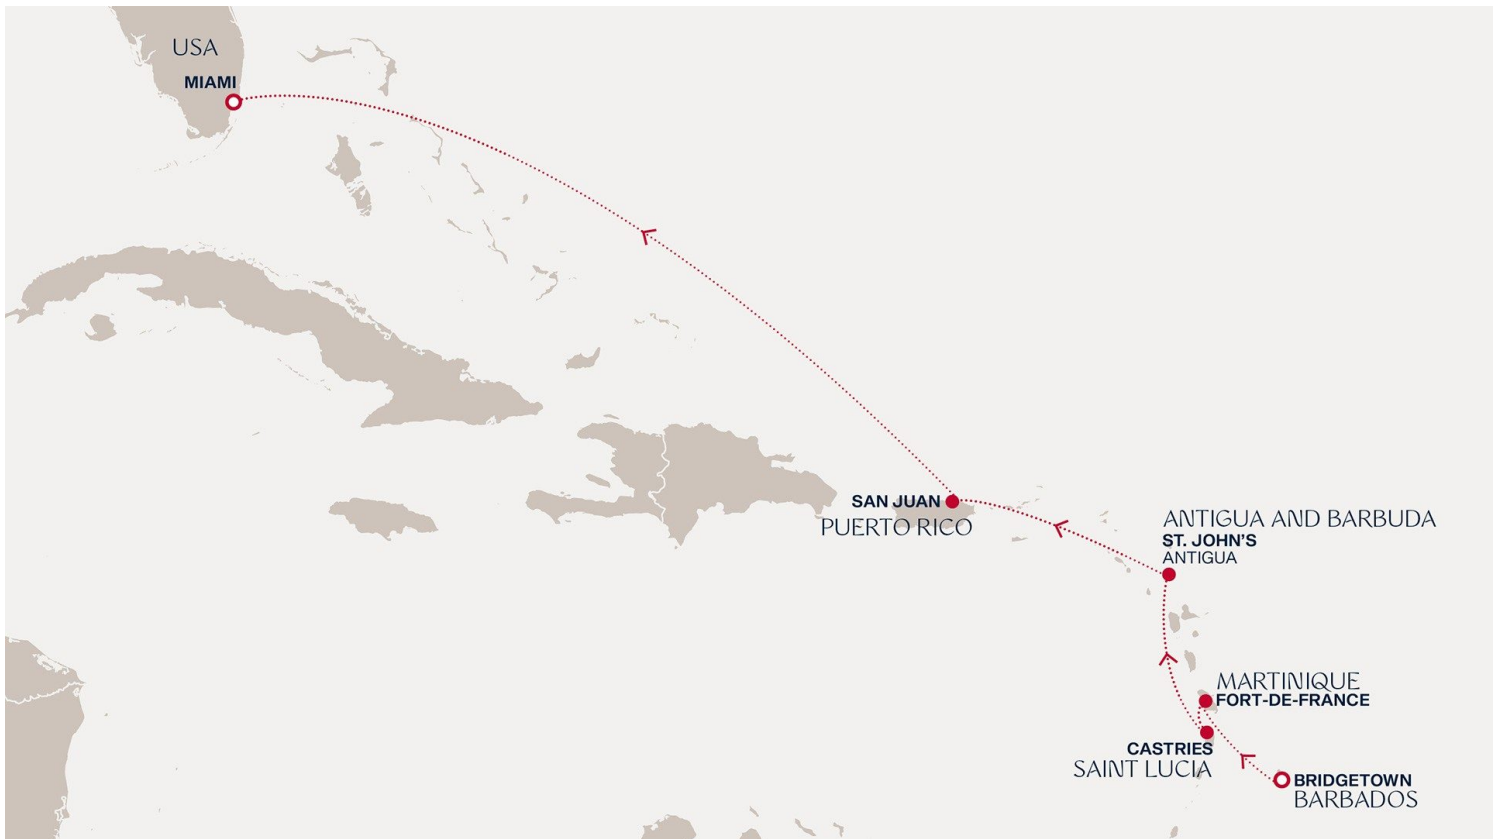 USA
MIAMI
SAN JUAN
PUERTO RICO
ANTIGUA AND BARBUDA
ST. JOHN'S
ANTIGUA
MARTINIQUE
FORT-DE-FRANCE
CASTRIES
SAINT LUCIA
BRIDGETOWN
BARBADOS